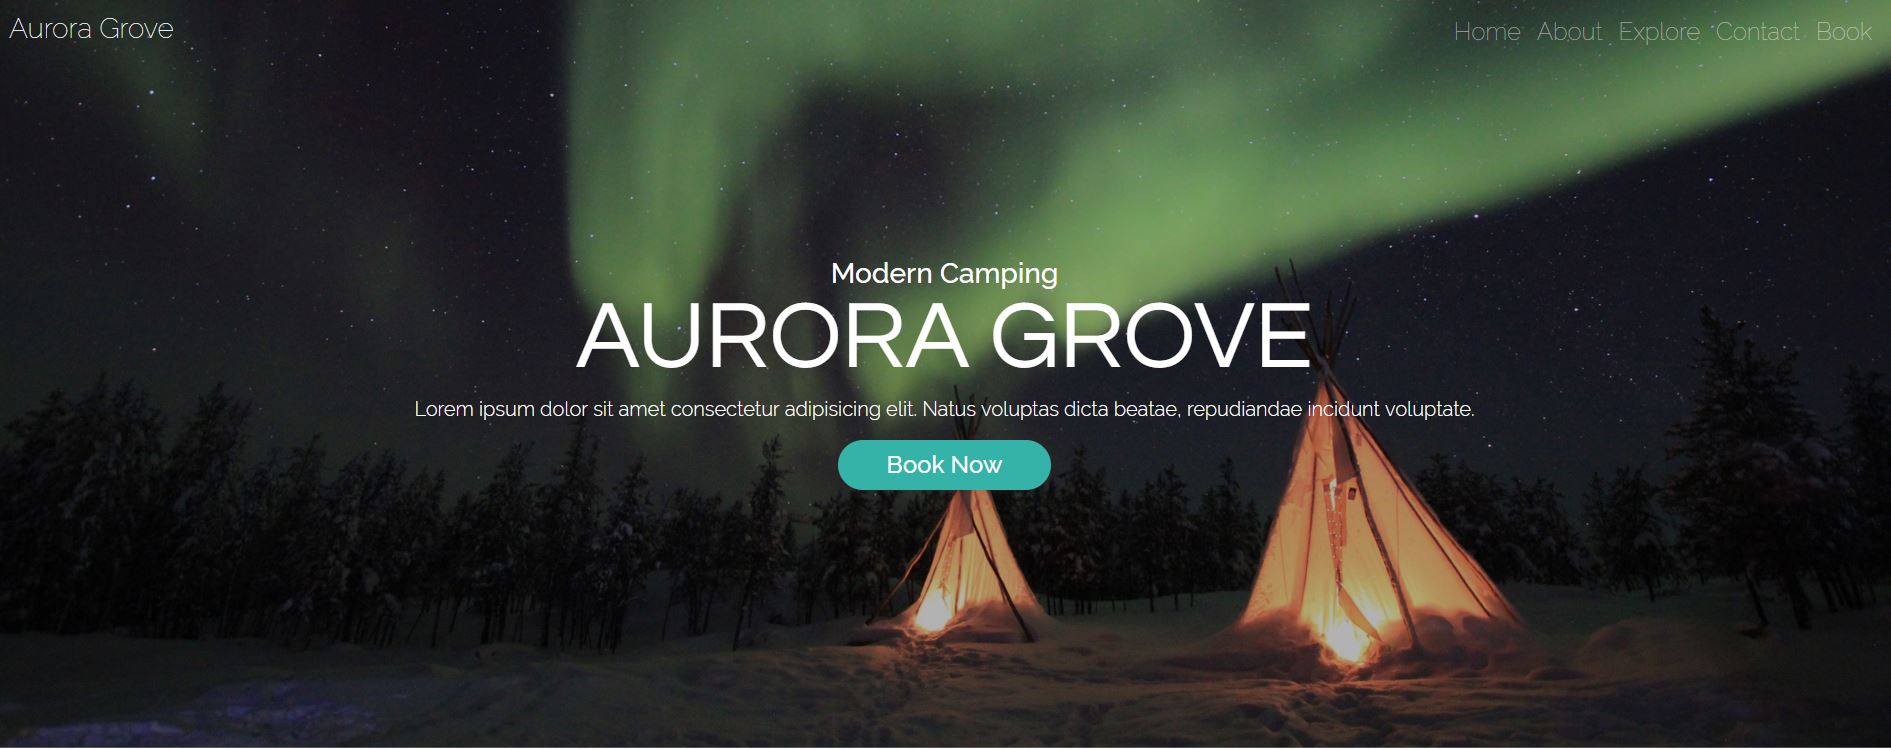 Aurora Grove
Home About Explore Contact Book
Modern Camping
AURORA GROVE
Lorem ipsum dolor sit amet consectetur adipisicing elit. Natus voluptas dicta beatae, repudiandae incidunt voluptate.
Book Now